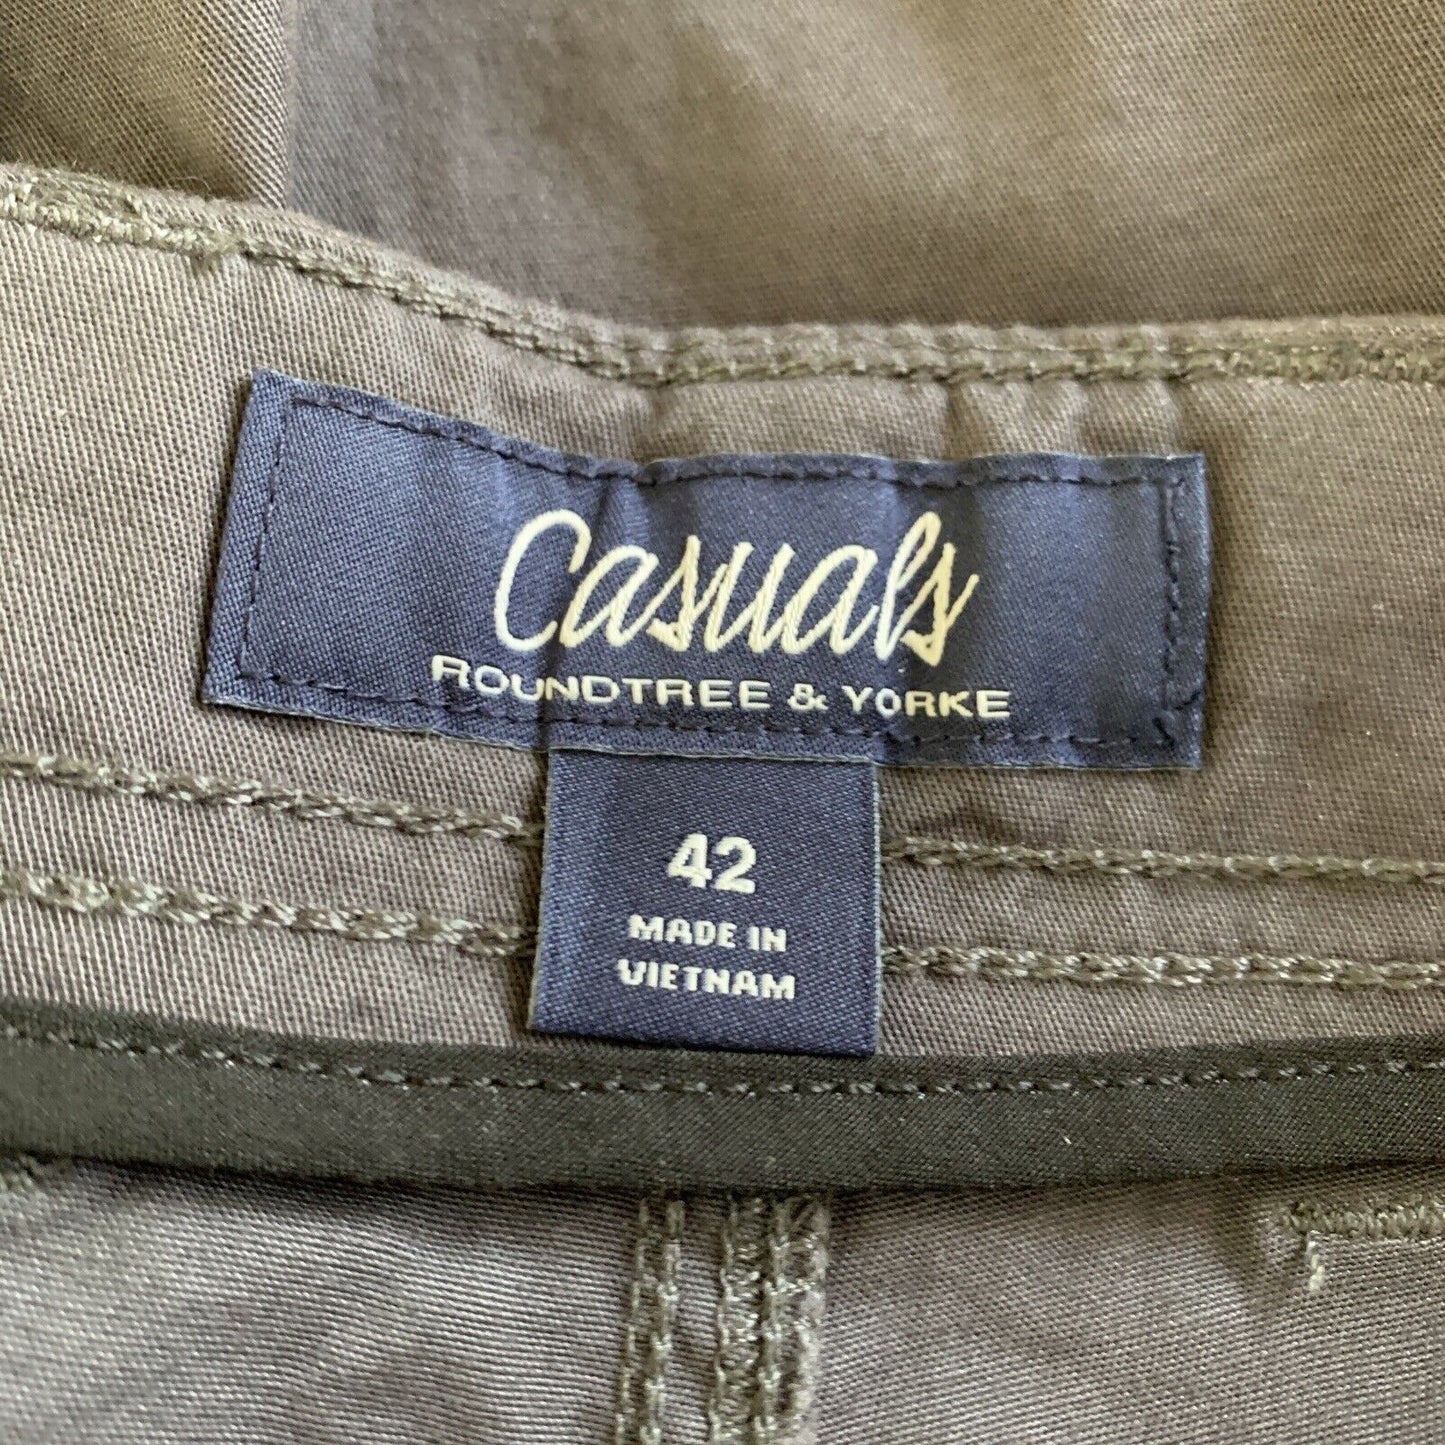 Casuals
ROUNDTREE & YORKE
42
MADE IN
VIETNAM